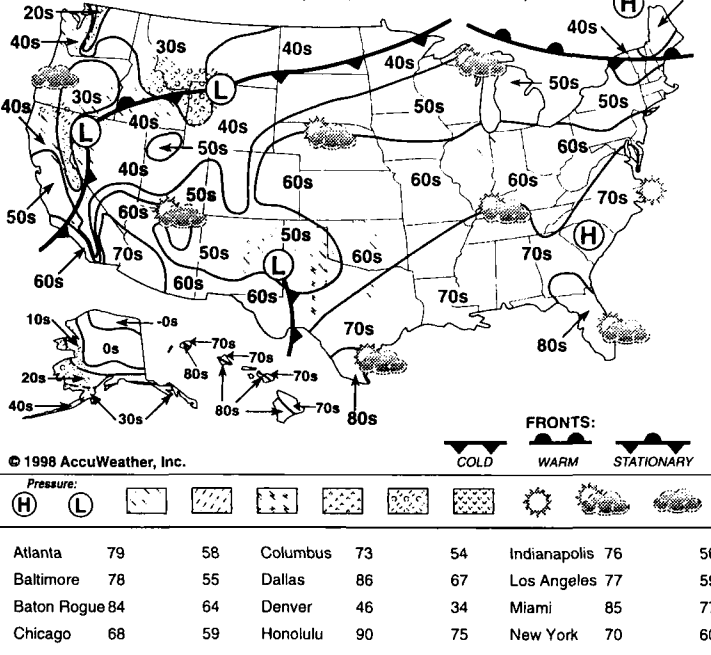 20s
H
40s
40s
30s
40s
40s
50s
50s
50s
30s
L
40s
L
40s
40s
50s
60s
40s
50s
60s
60s
60s
70s
50s
60s
50s
H
70s
50s
L
60s
70s
60s
60s
60s
70s
10s
-0s
70s
0s
70s
70s
80s
20s
70s
80s
40s
30s
80s
70s
80s
FRONTS:
© 1998 AccuWeather, Inc.
COLD WARM STATIONARY
Pressure:
H L
Atlanta 79 58 Columbus 73 54 Indianapolis 76
Baltimore 78 55 Dallas 86 67 Los Angeles 77
Baton Rogue 84 64 Denver 46 34 Miami 85
Chicago 68 59 Honolulu 90 75 New York 70